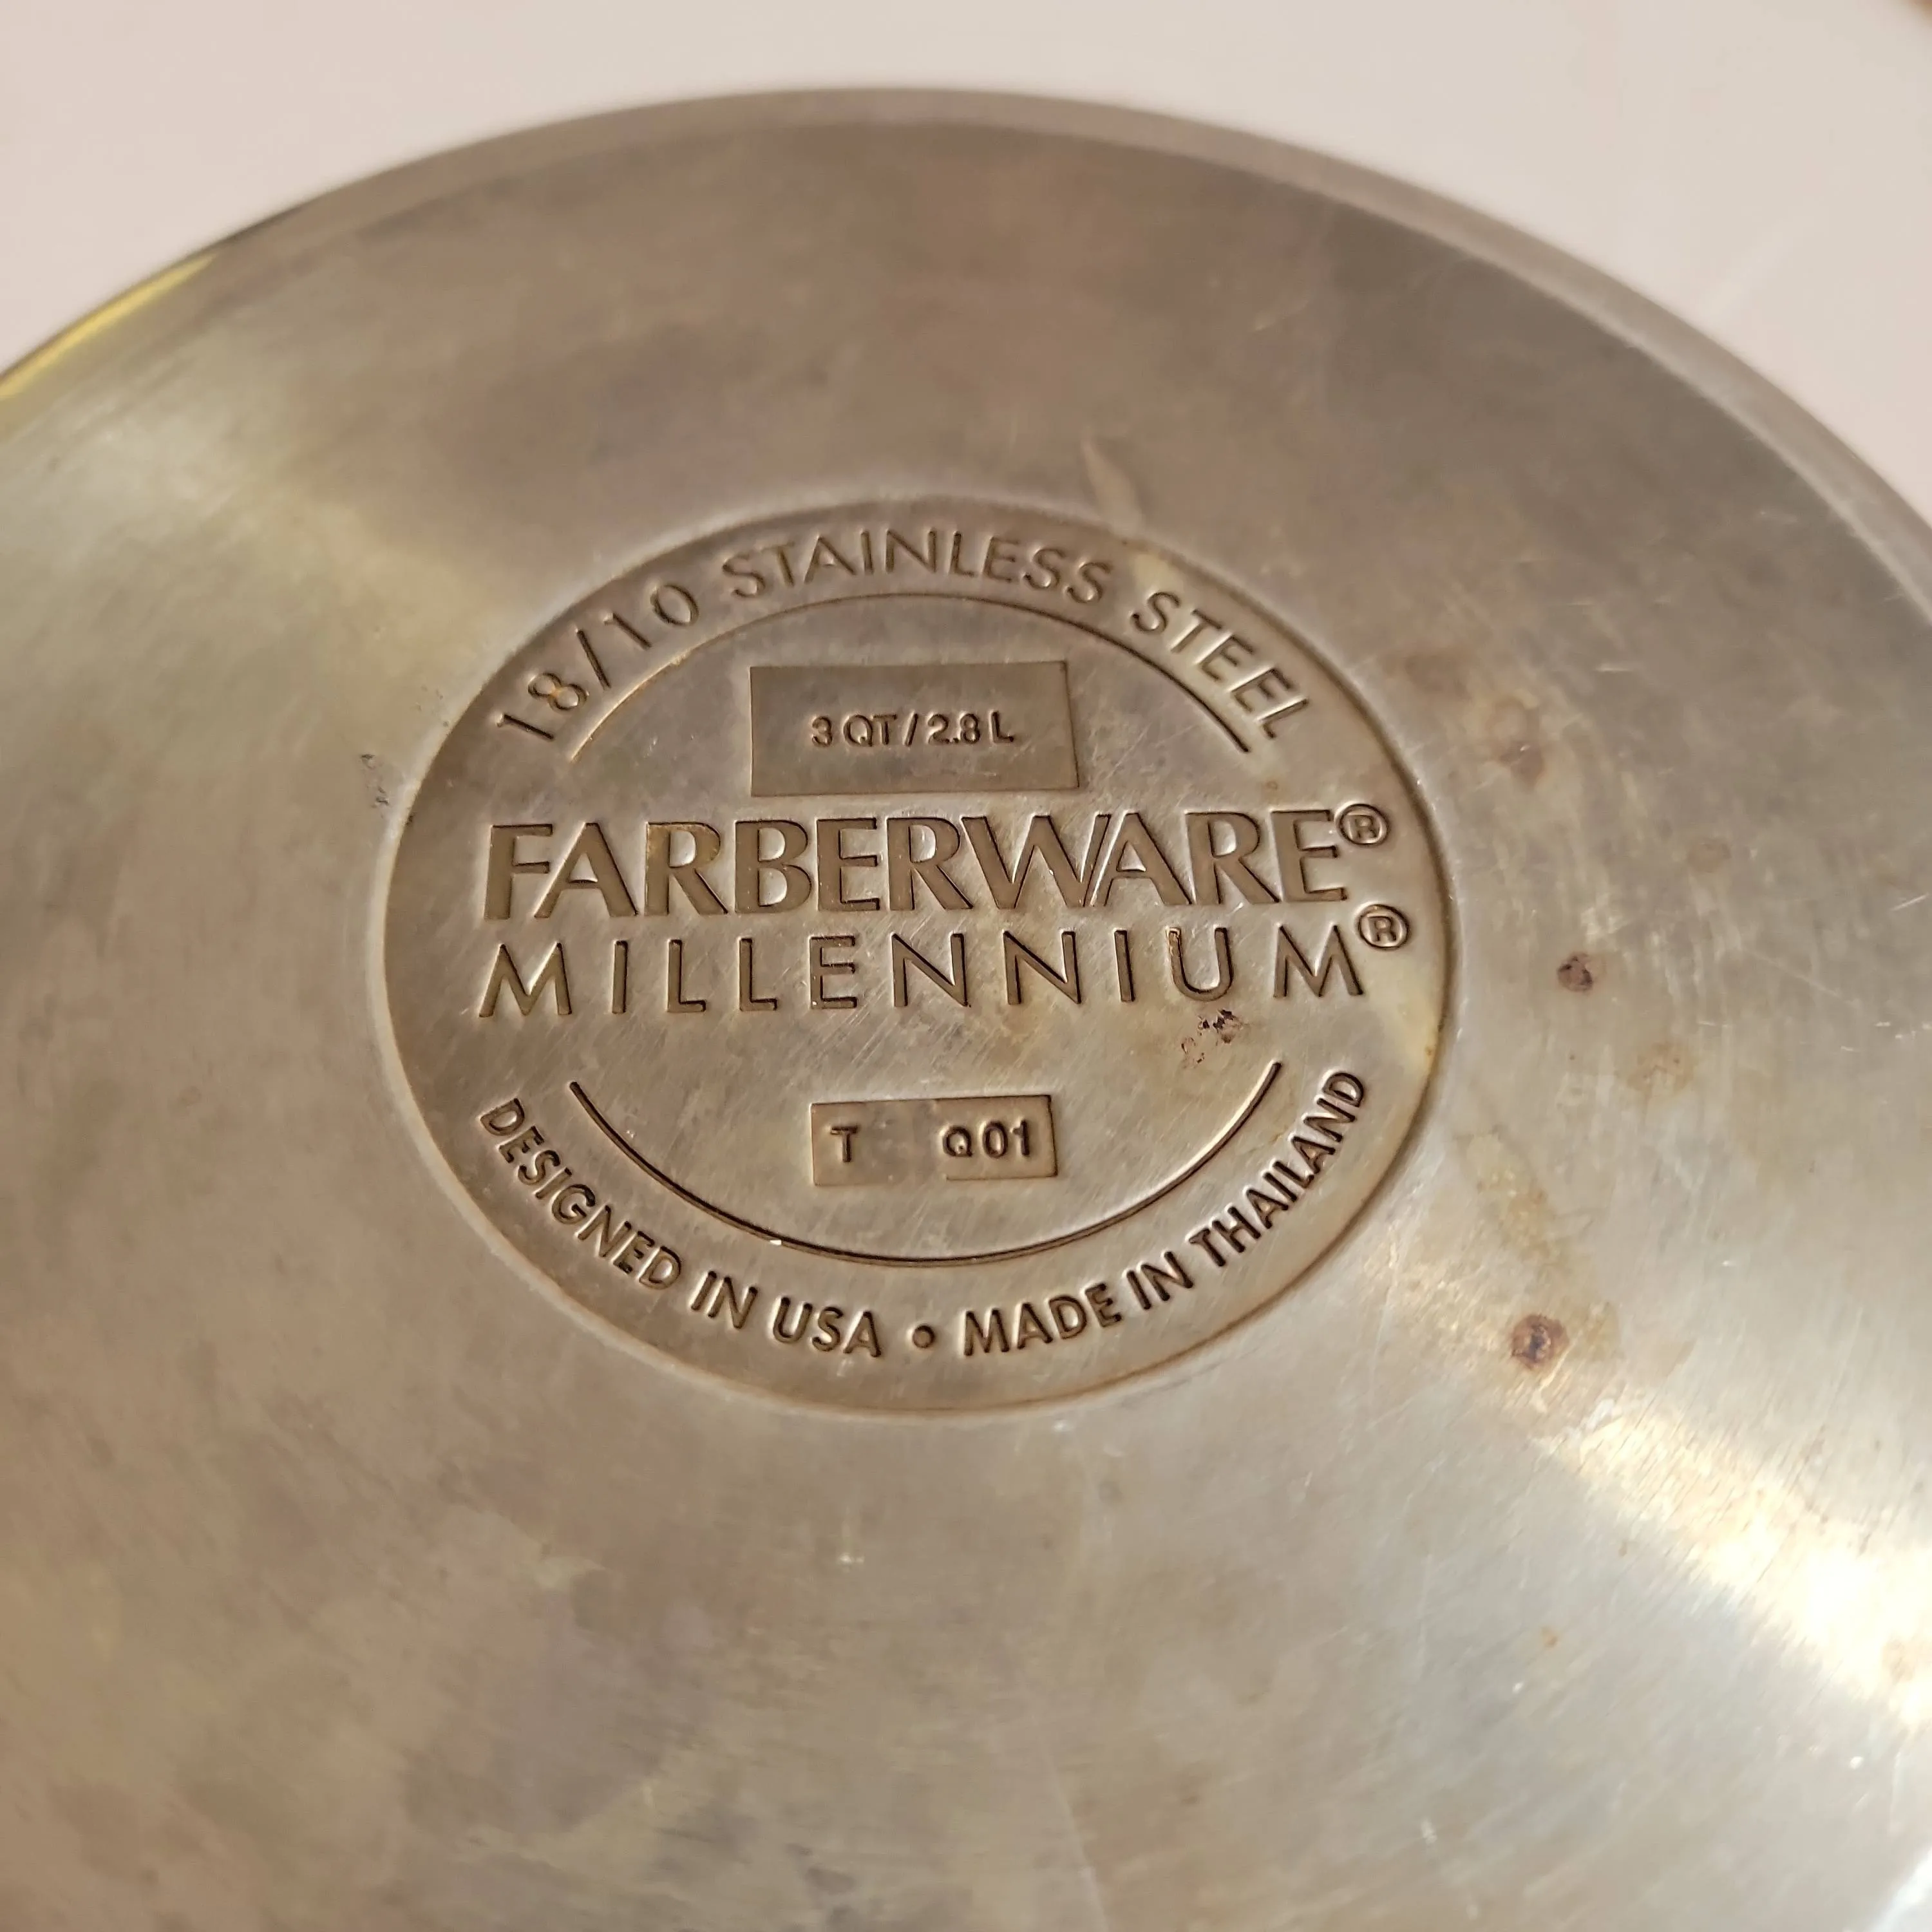 18/10 STAINLESS STEEL
3 QT / 2.8 L
FARBERWARE®
MILLENNIUM®
T Q01
DESIGNED IN USA • MADE IN THAILAND